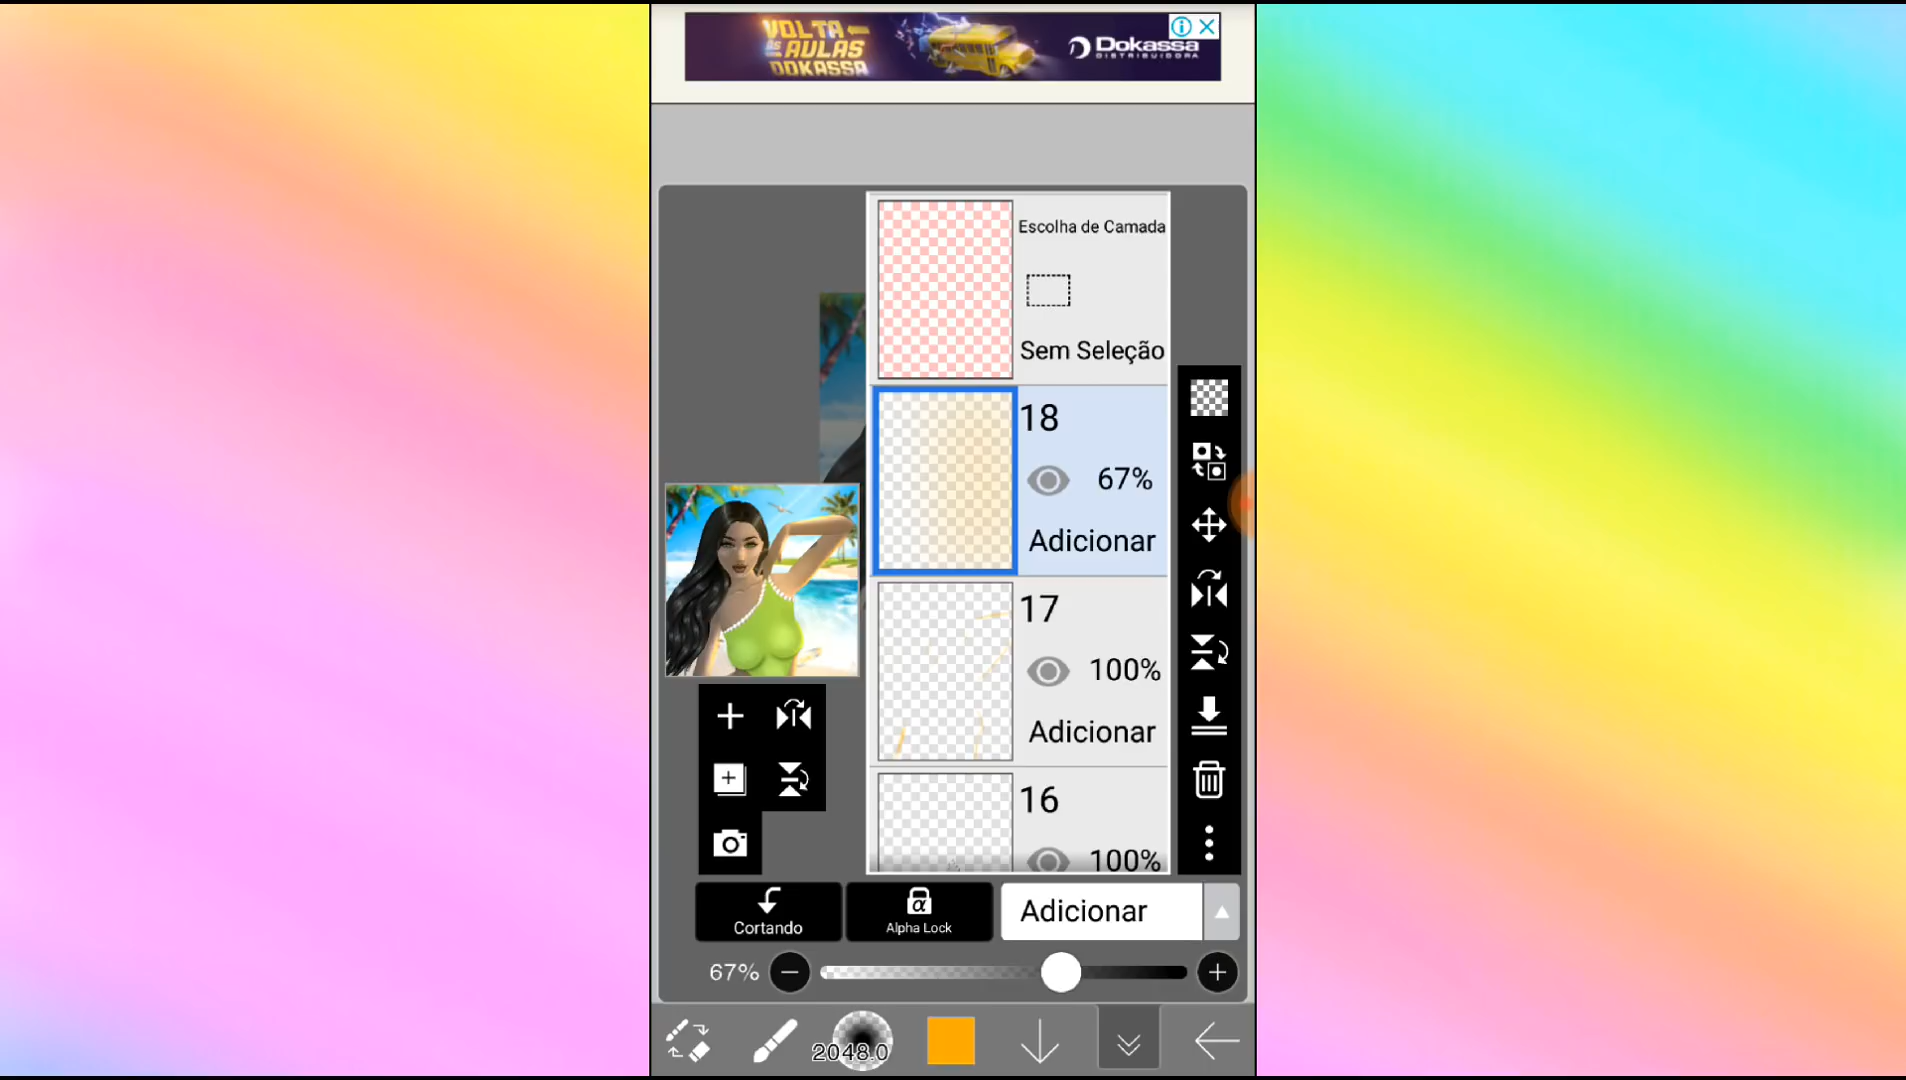 VOLTA
ÀS AULAS
DOKASSA
Dokassa
DISTRIBUIDORA
Escolha de Camada
Sem Seleção
18
67%
Adicionar
17
100%
Adicionar
16
100%
Cortando
α
Alpha Lock
Adicionar
67%
2048.0